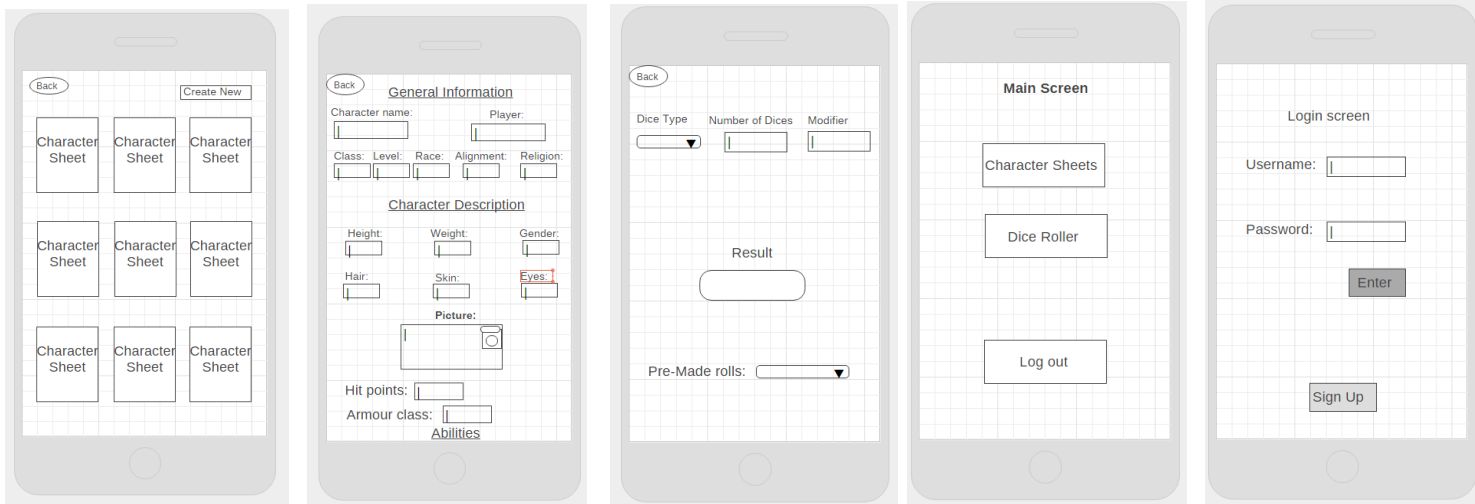 Back
Create New
Character Character Character
Sheet Sheet Sheet
Character Character Character
Sheet Sheet Sheet
Character Character Character
Sheet Sheet Sheet
Back
General Information
Character name: Player:
Class: Level: Race: Alignment: Religion:
Character Description
Height: Weight: Gender:
Hair: Skin: Eyes:
Picture:
Hit points:
Armour class:
Abilities
Back
Dice Type Number of Dices Modifier
Result
Pre-Made rolls:
Main Screen
Character Sheets
Dice Roller
Log out
Login screen
Username:
Password:
Enter
Sign Up